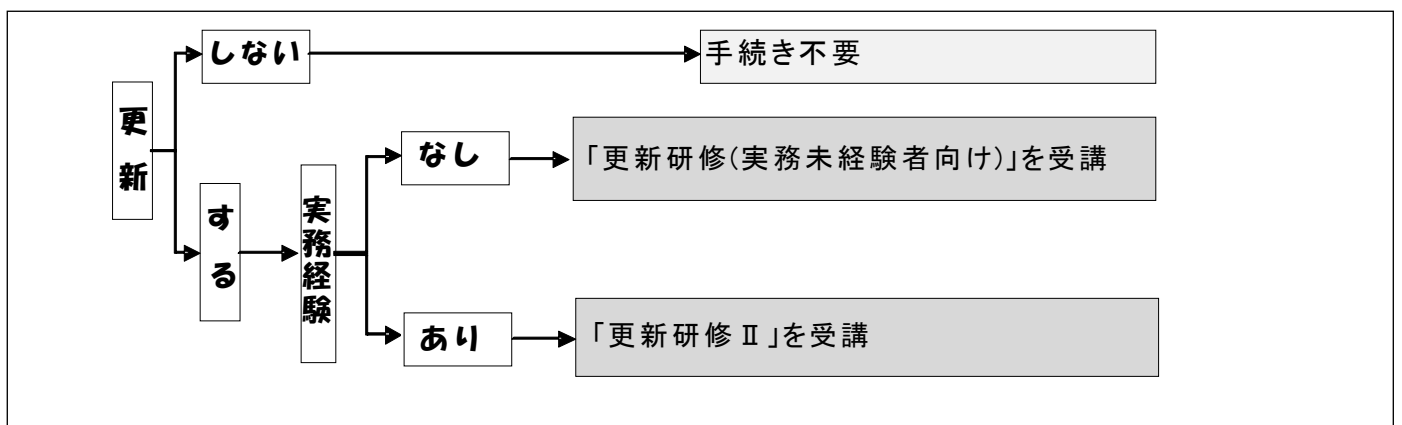 しない
手続き不要
更新
する
実務経験
なし
「更新研修(実務未経験者向け)」を受講
あり
「更新研修Ⅱ」を受講